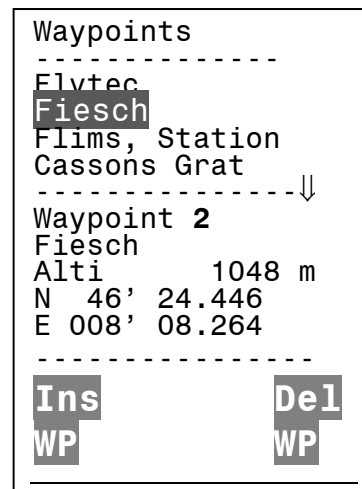 Waypoints
--------------
Flytec
Fiesch
Flims, Station
Cassons Grat
---------------⇓
Waypoint 2
Fiesch
Alti 1048 m
N 46' 24.446
E 008' 08.264
----------------
Ins Del
WP WP